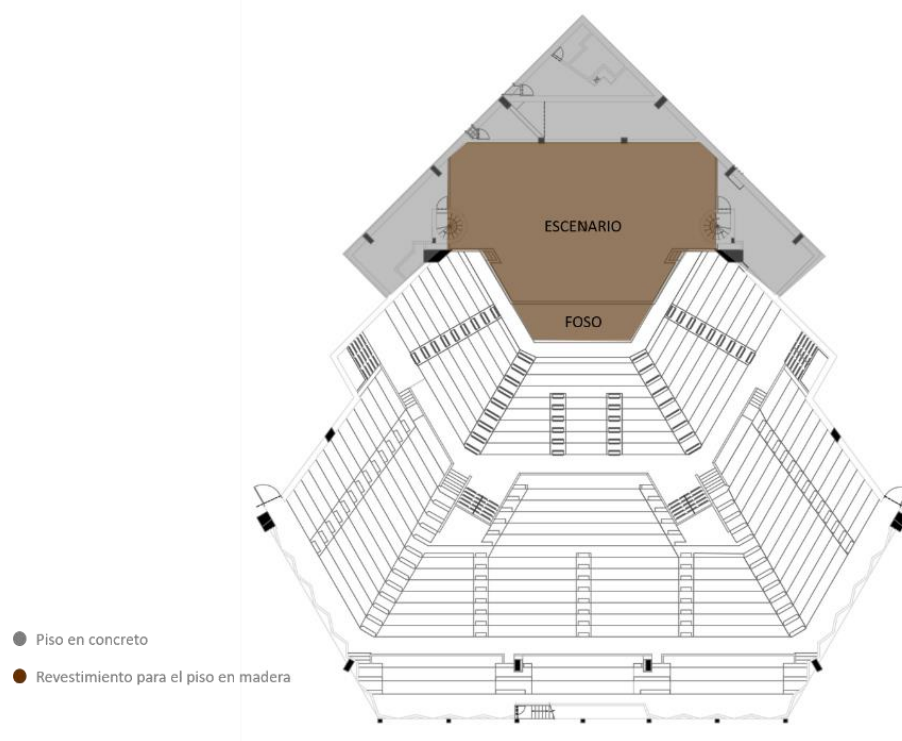 ESCENARIO
FOSO
Piso en concreto
Revestimiento para el piso en madera